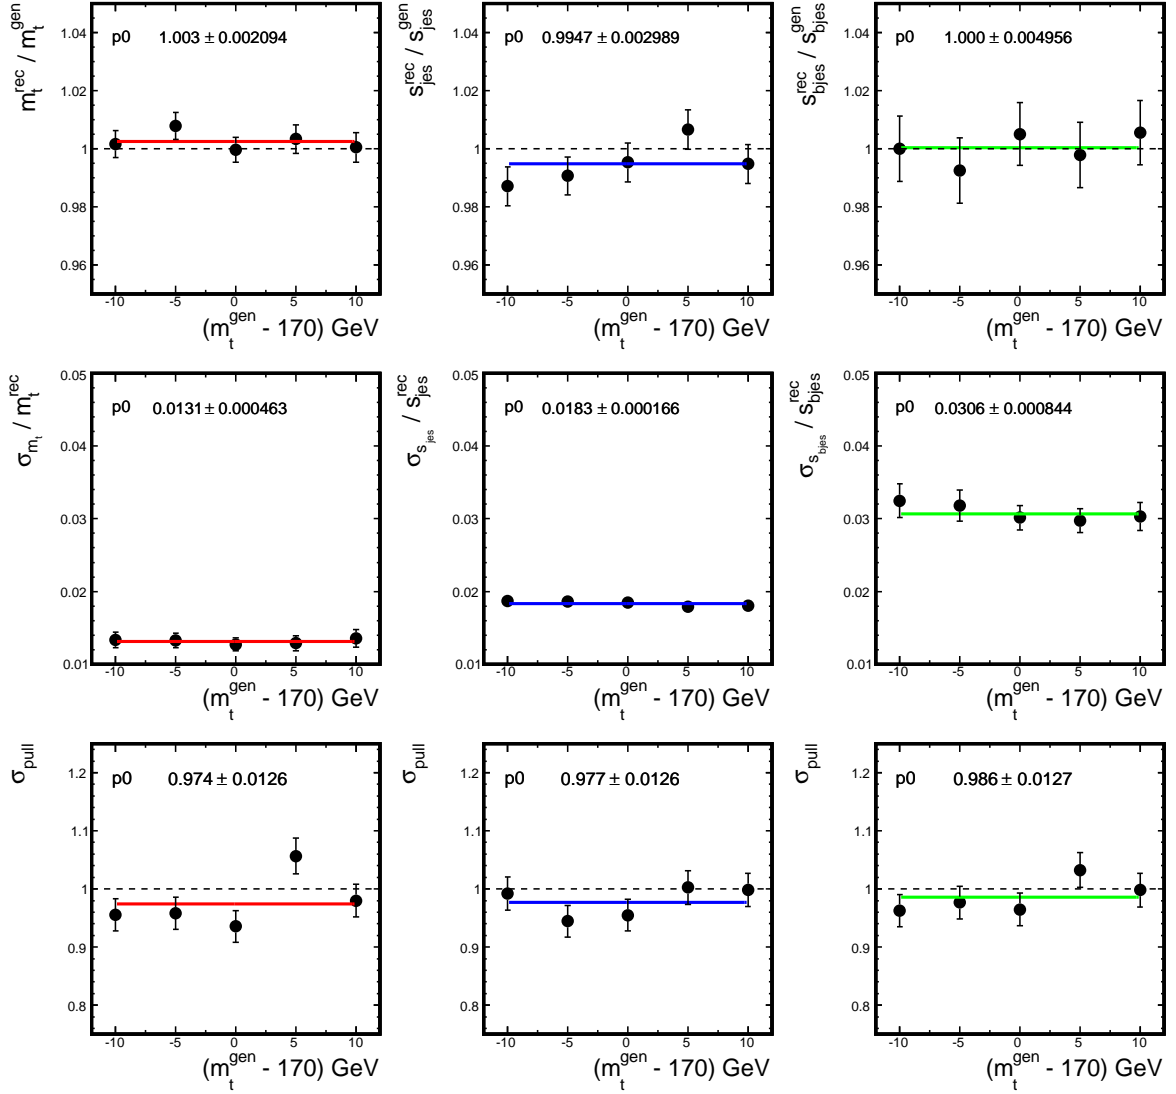 m_t^rec / m_t^gen
p0 1.003 ± 0.002094
1.04
1.02
1
0.98
0.96
-10 -5 0 5 10
(m_t^gen - 170) GeV
s_jes^rec / s_jes^gen
p0 0.9947 ± 0.002989
1.04
1.02
1
0.98
0.96
-10 -5 0 5 10
(m_t^gen - 170) GeV
s_bjes^rec / s_bjes^gen
p0 1.000 ± 0.004956
1.04
1.02
1
0.98
0.96
-10 -5 0 5 10
(m_t^gen - 170) GeV
σ_m_t / m_t^rec
p0 0.0131 ± 0.000463
0.05
0.04
0.03
0.02
0.01
-10 -5 0 5 10
(m_t^gen - 170) GeV
σ_s_jes / s_jes^rec
p0 0.0183 ± 0.000166
0.05
0.04
0.03
0.02
0.01
-10 -5 0 5 10
(m_t^gen - 170) GeV
σ_s_bjes / s_bjes^rec
p0 0.0306 ± 0.000844
0.05
0.04
0.03
0.02
0.01
-10 -5 0 5 10
(m_t^gen - 170) GeV
σ_pull
p0 0.974 ± 0.0126
1.2
1.1
1
0.9
0.8
-10 -5 0 5 10
(m_t^gen - 170) GeV
σ_pull
p0 0.977 ± 0.0126
1.2
1.1
1
0.9
0.8
-10 -5 0 5 10
(m_t^gen - 170) GeV
σ_pull
p0 0.986 ± 0.0127
1.2
1.1
1
0.9
0.8
-10 -5 0 5 10
(m_t^gen - 170) GeV